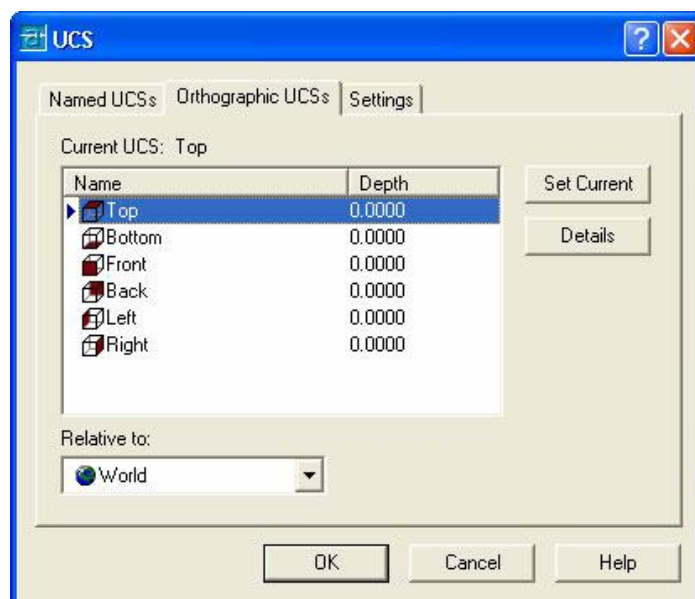 UCS
Named UCSs Orthographic UCSs Settings
Current UCS: Top
Name Depth
Top 0.0000
Bottom 0.0000
Front 0.0000
Back 0.0000
Left 0.0000
Right 0.0000
Set Current
Details
Relative to:
World
OK Cancel Help